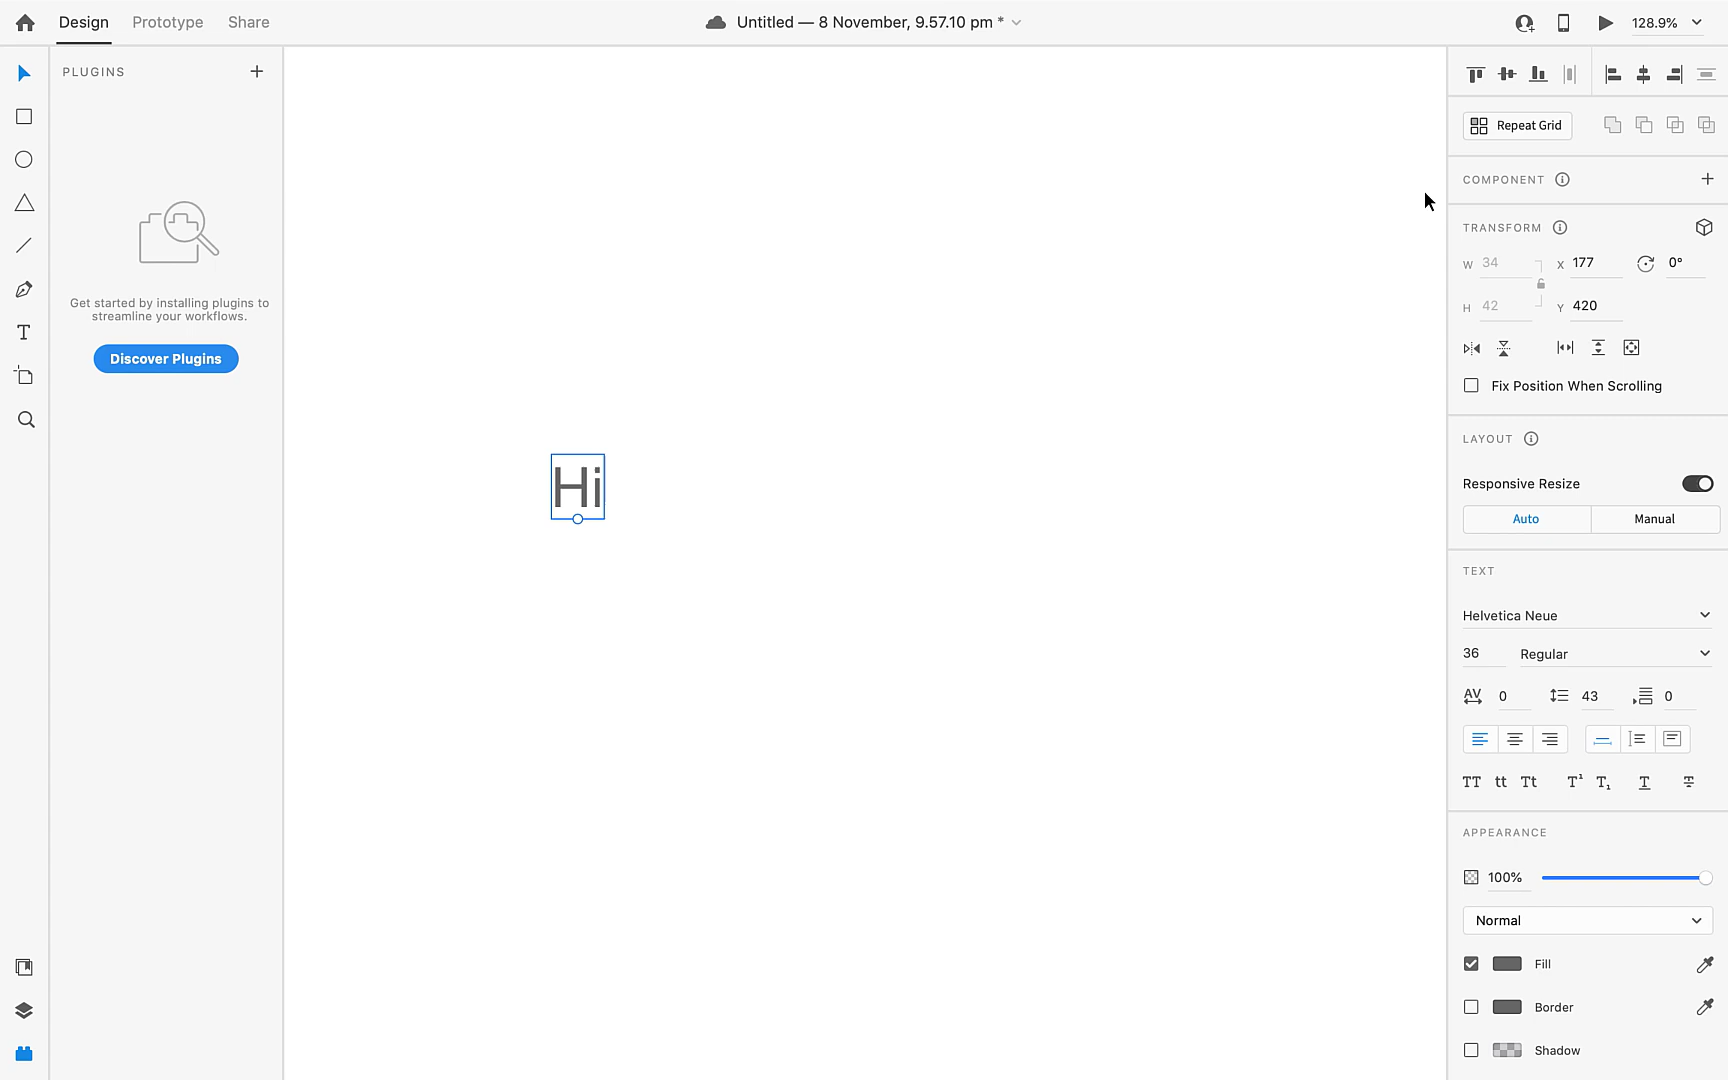 Design Prototype Share
Untitled — 8 November, 9.57.10 pm *
128.9%
PLUGINS
Get started by installing plugins to
streamline your workflows.
Discover Plugins
Hi
Repeat Grid
COMPONENT
TRANSFORM
W 34 X 177 0°
H 42 Y 420
Fix Position When Scrolling
LAYOUT
Responsive Resize
Auto Manual
TEXT
Helvetica Neue
36 Regular
AV 0 43 0
TT tt Tt T¹ T₁ T T
APPEARANCE
100%
Normal
Fill
Border
Shadow